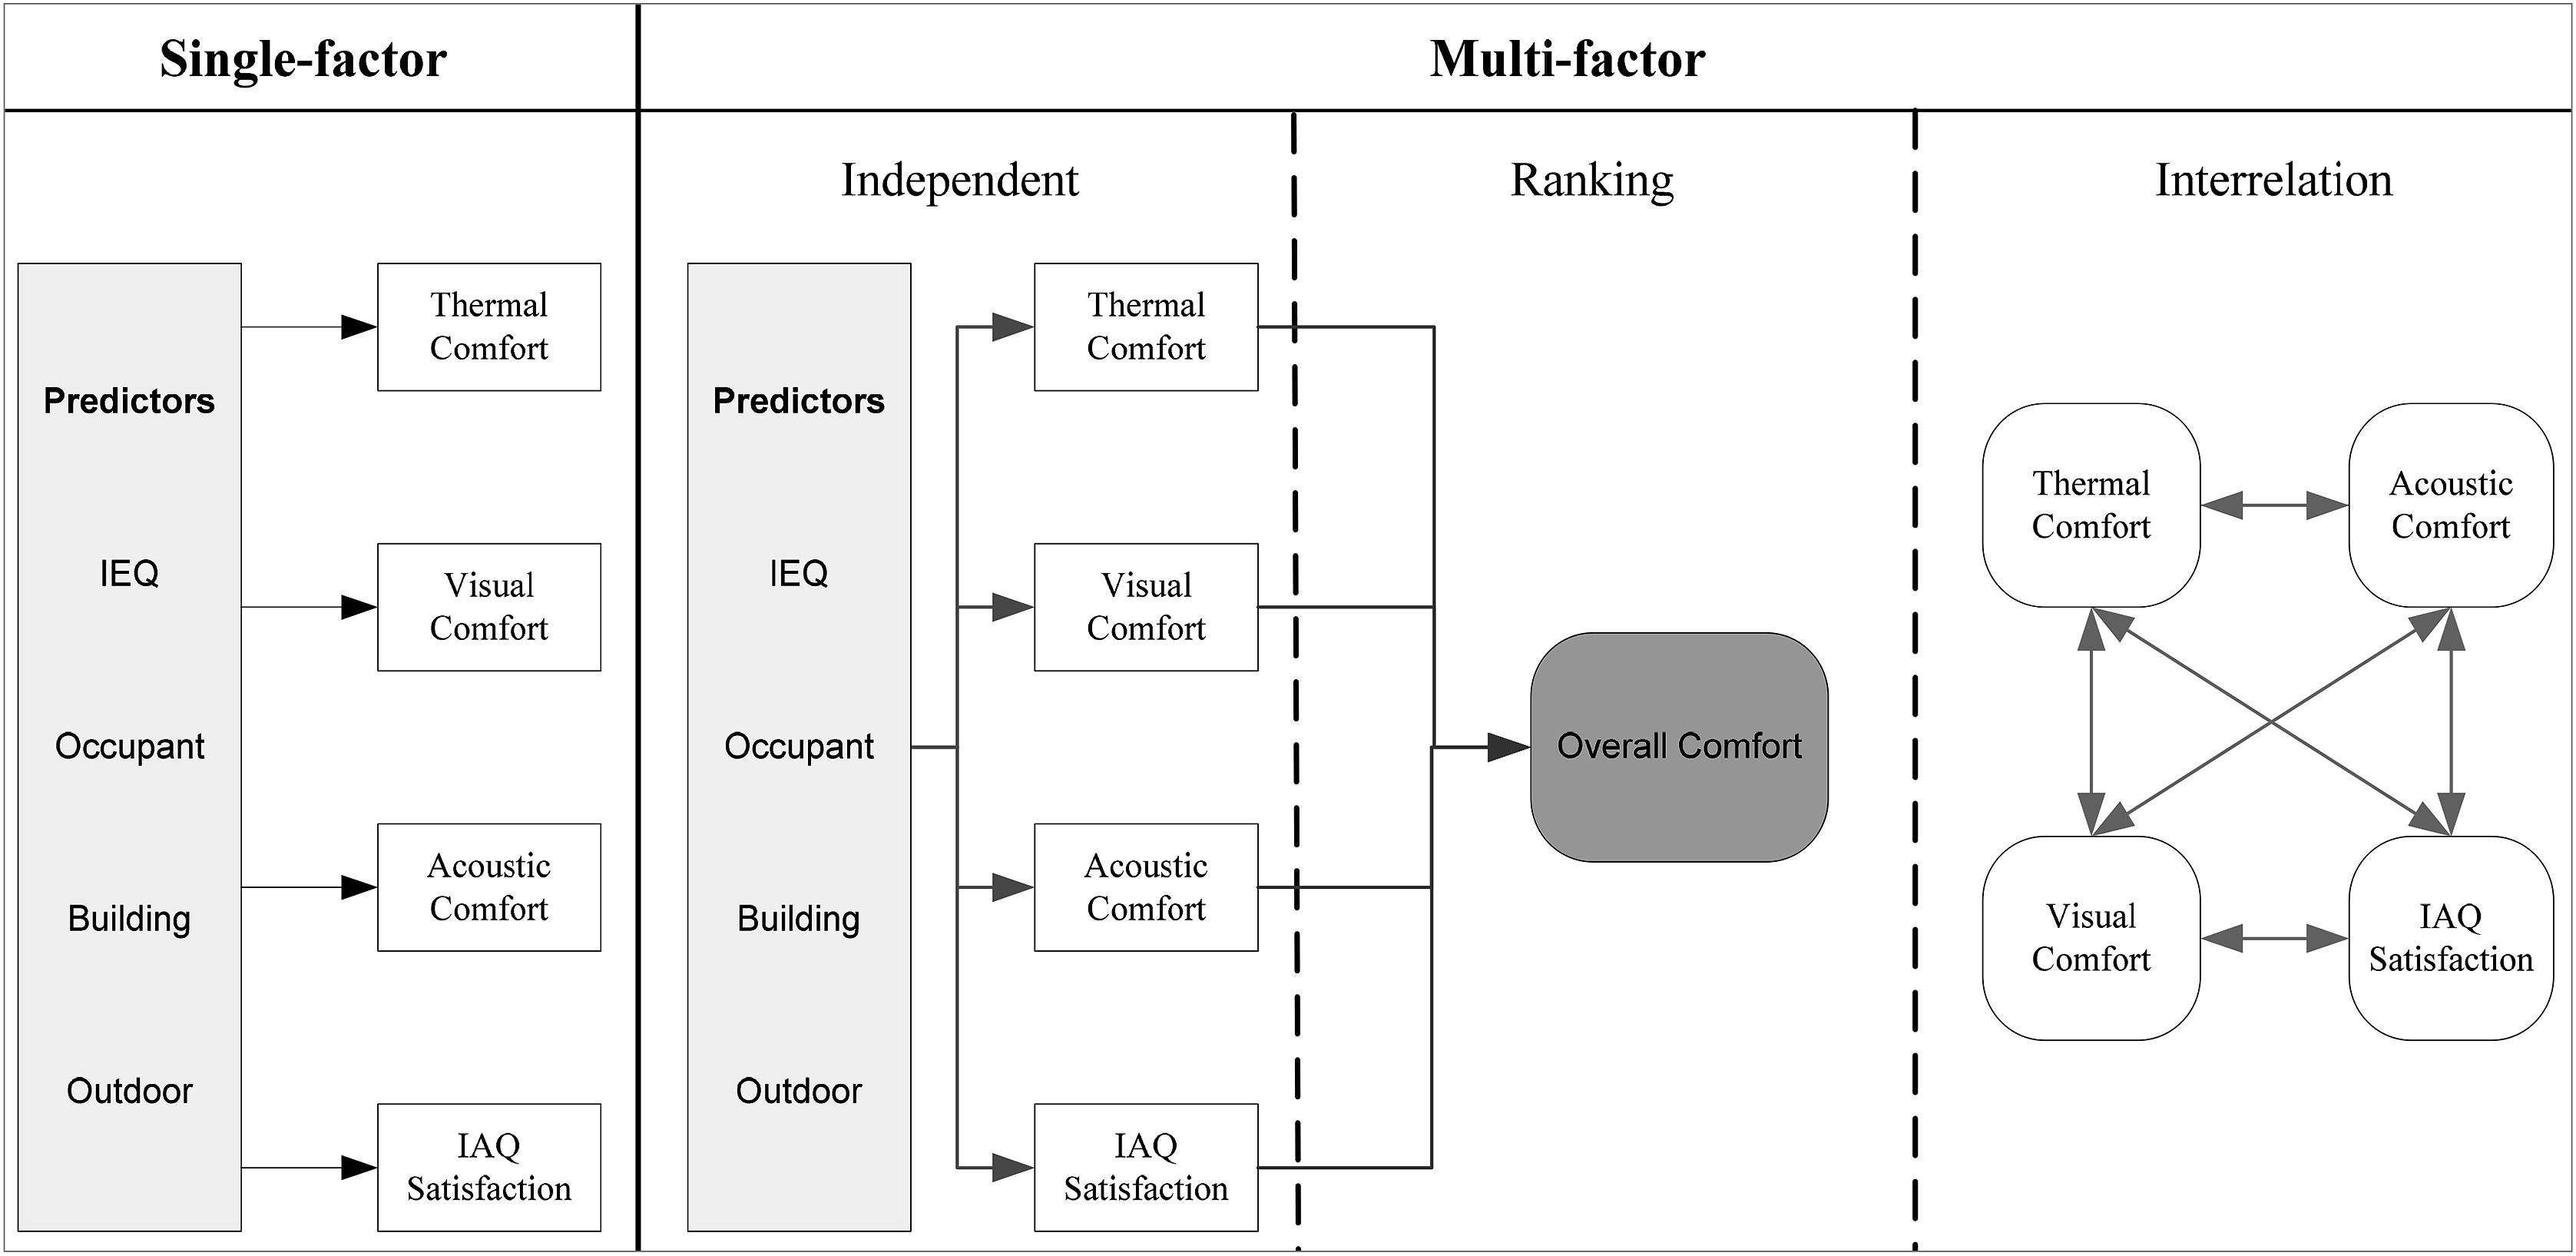 Single-factor
Multi-factor
Independent
Ranking
Interrelation
Predictors
IEQ
Occupant
Building
Outdoor
Thermal
Comfort
Visual
Comfort
Acoustic
Comfort
IAQ
Satisfaction
Predictors
IEQ
Occupant
Building
Outdoor
Thermal
Comfort
Visual
Comfort
Acoustic
Comfort
IAQ
Satisfaction
Overall Comfort
Thermal
Comfort
Acoustic
Comfort
Visual
Comfort
IAQ
Satisfaction